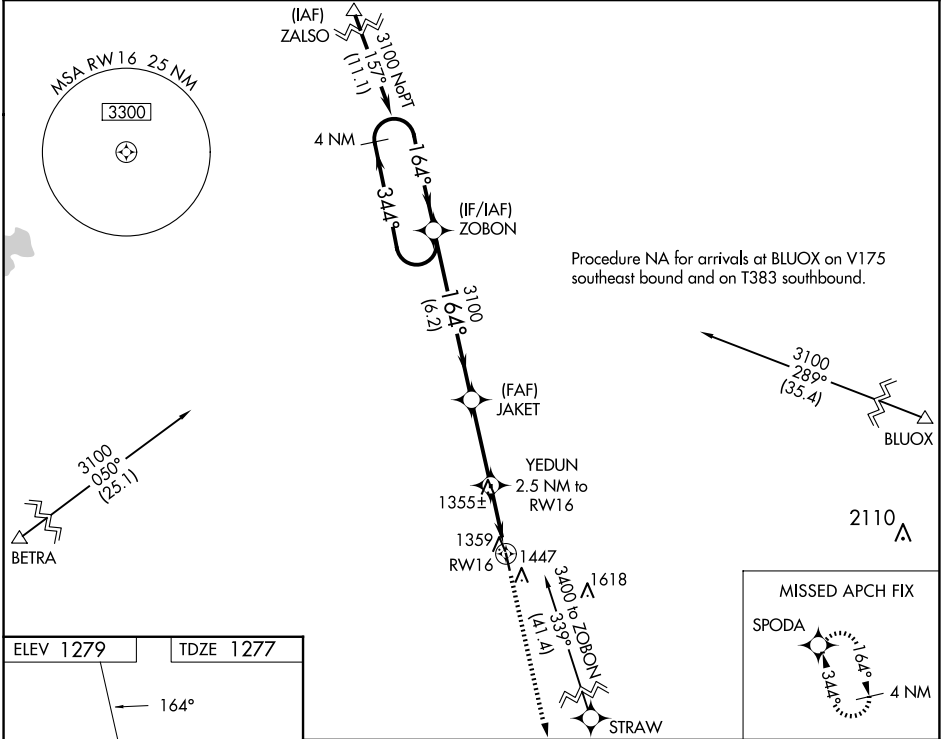 (IAF)
ZALSO
3100 NoPT
157°
(11.1)
MSA RW16 25 NM
3300
4 NM
164°
344°
(IF/IAF)
ZOBON
Procedure NA for arrivals at BLUOX on V175
southeast bound and on T383 southbound.
3100
164°
(6.2)
3100
289°
(35.4)
BLUOX
(FAF)
JAKET
3100
050°
(25.1)
BETRA
YEDUN
2.5 NM to
RW16
1355±
2110
1359
RW16
1447
1618
3400 to ZOBON
339°
(41.4)
STRAW
MISSED APCH FIX
SPODA
164°
344°
4 NM
ELEV 1279
TDZE 1277
164°